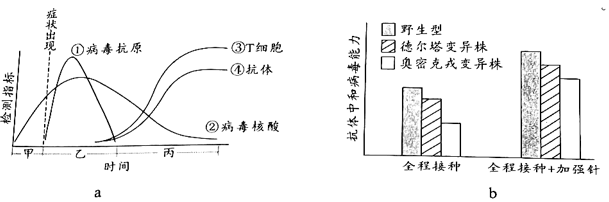 症状出现
①病毒抗原
③T细胞
④抗体
②病毒核酸
检测指标
甲 乙 丙
时间
a
野生型
德尔塔变异株
奥密克戎变异株
抗体中和病毒能力
全程接种
全程接种+加强针
b